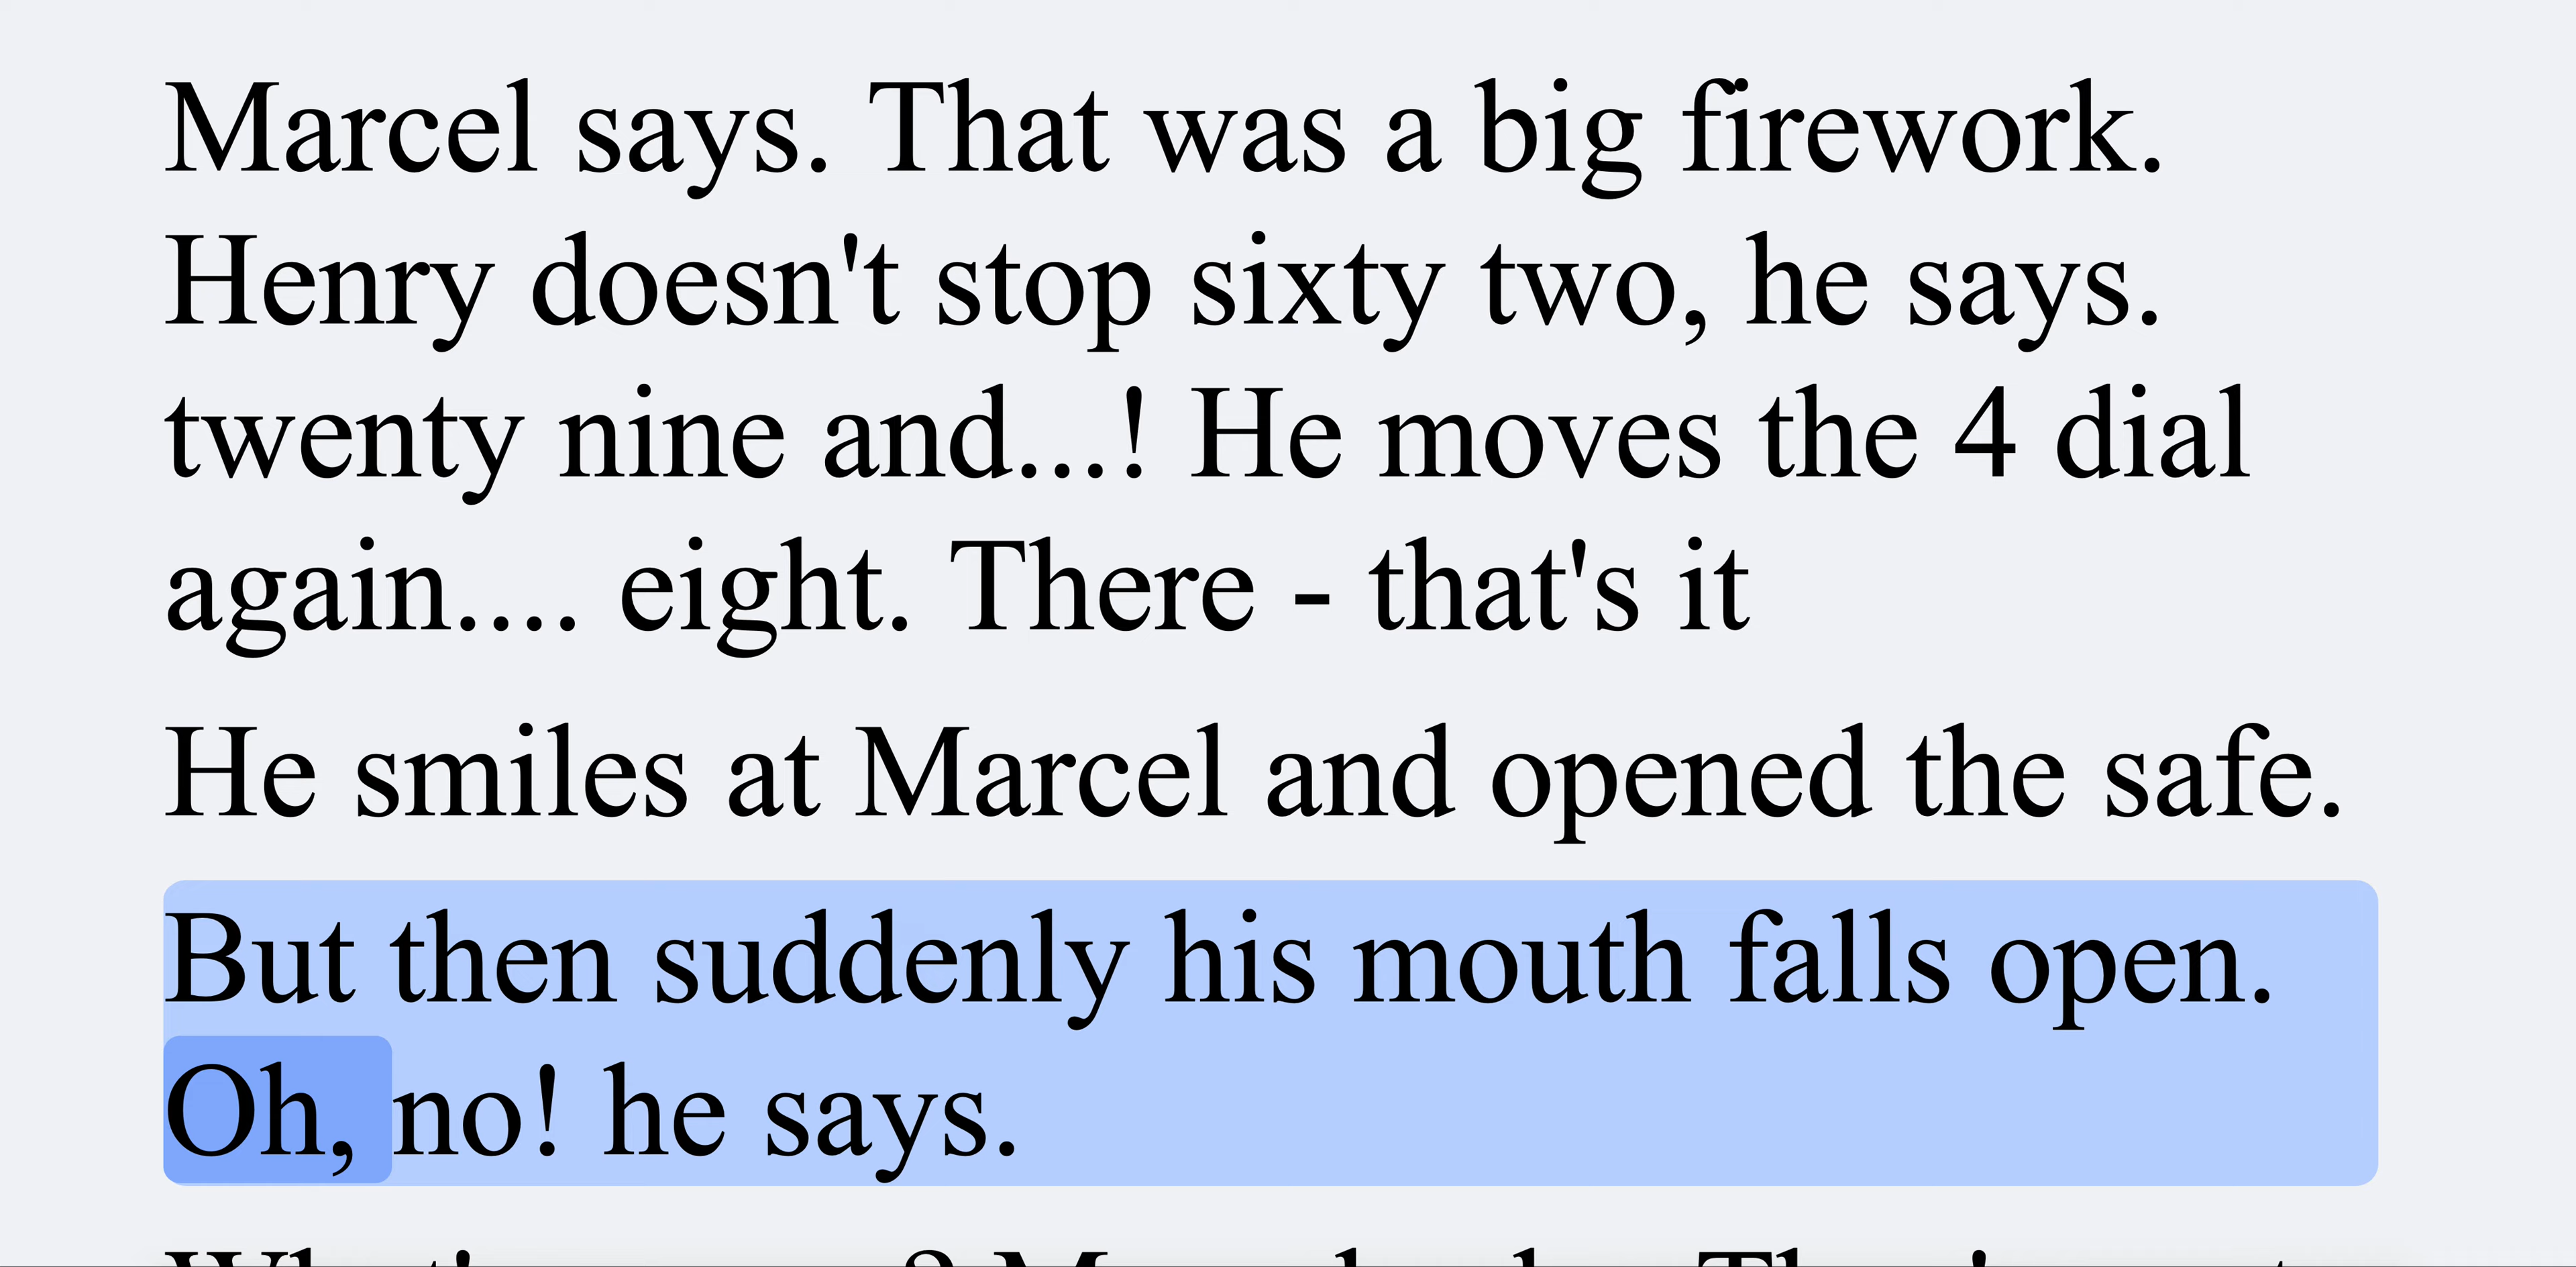 Marcel says. That was a big firework.
Henry doesn't stop sixty two, he says.
twenty nine and...! He moves the 4 dial
again.... eight. There - that's it
He smiles at Marcel and opened the safe.
But then suddenly his mouth falls open.
Oh, no! he says.